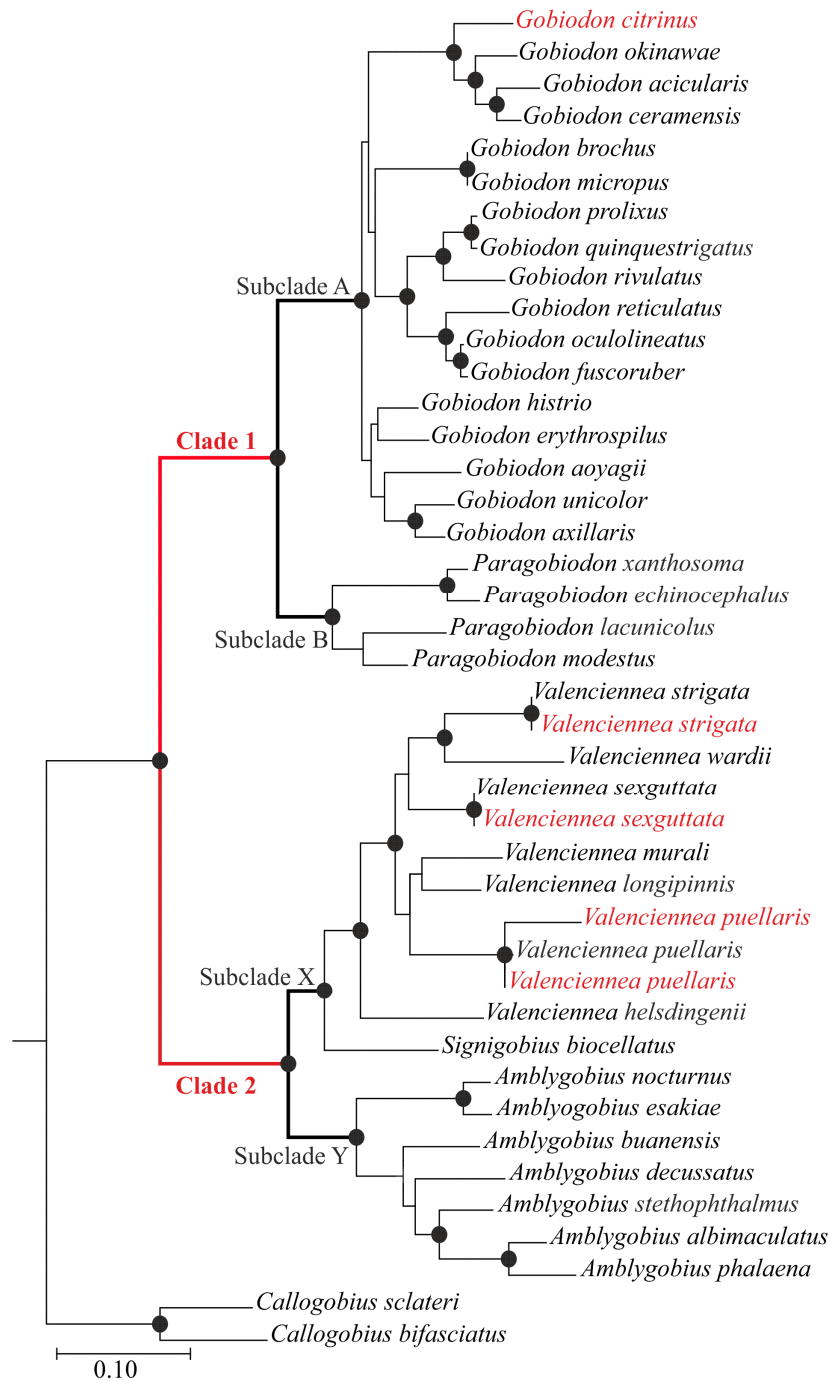 Gobiodon citrinus
Gobiodon okinawae
Gobiodon acicularis
Gobiodon ceramensis
Gobiodon brochus
Gobiodon micropus
Gobiodon prolixus
Gobiodon quinquestrigatus
Gobiodon rivulatus
Subclade A
Gobiodon reticulatus
Gobiodon oculolineatus
Gobiodon fuscoruber
Gobiodon histrio
Gobiodon erythrospilus
Clade 1
Gobiodon aoyagii
Gobiodon unicolor
Gobiodon axillaris
Paragobiodon xanthosoma
Paragobiodon echinocephalus
Paragobiodon lacunicolus
Subclade B
Paragobiodon modestus
Valenciennea strigata
Valenciennea strigata
Valenciennea wardii
Valenciennea sexguttata
Valenciennea sexguttata
Valenciennea murali
Valenciennea longipinnis
Valenciennea puellaris
Valenciennea puellaris
Subclade X
Valenciennea puellaris
Valenciennea helsdingenii
Signigobius biocellatus
Amblygobius nocturnus
Clade 2
Amblyogobius esakiae
Amblygobius buanensis
Subclade Y
Amblygobius decussatus
Amblygobius stethophthalmus
Amblygobius albimaculatus
Amblygobius phalaena
Callogobius sclateri
Callogobius bifasciatus
0.10